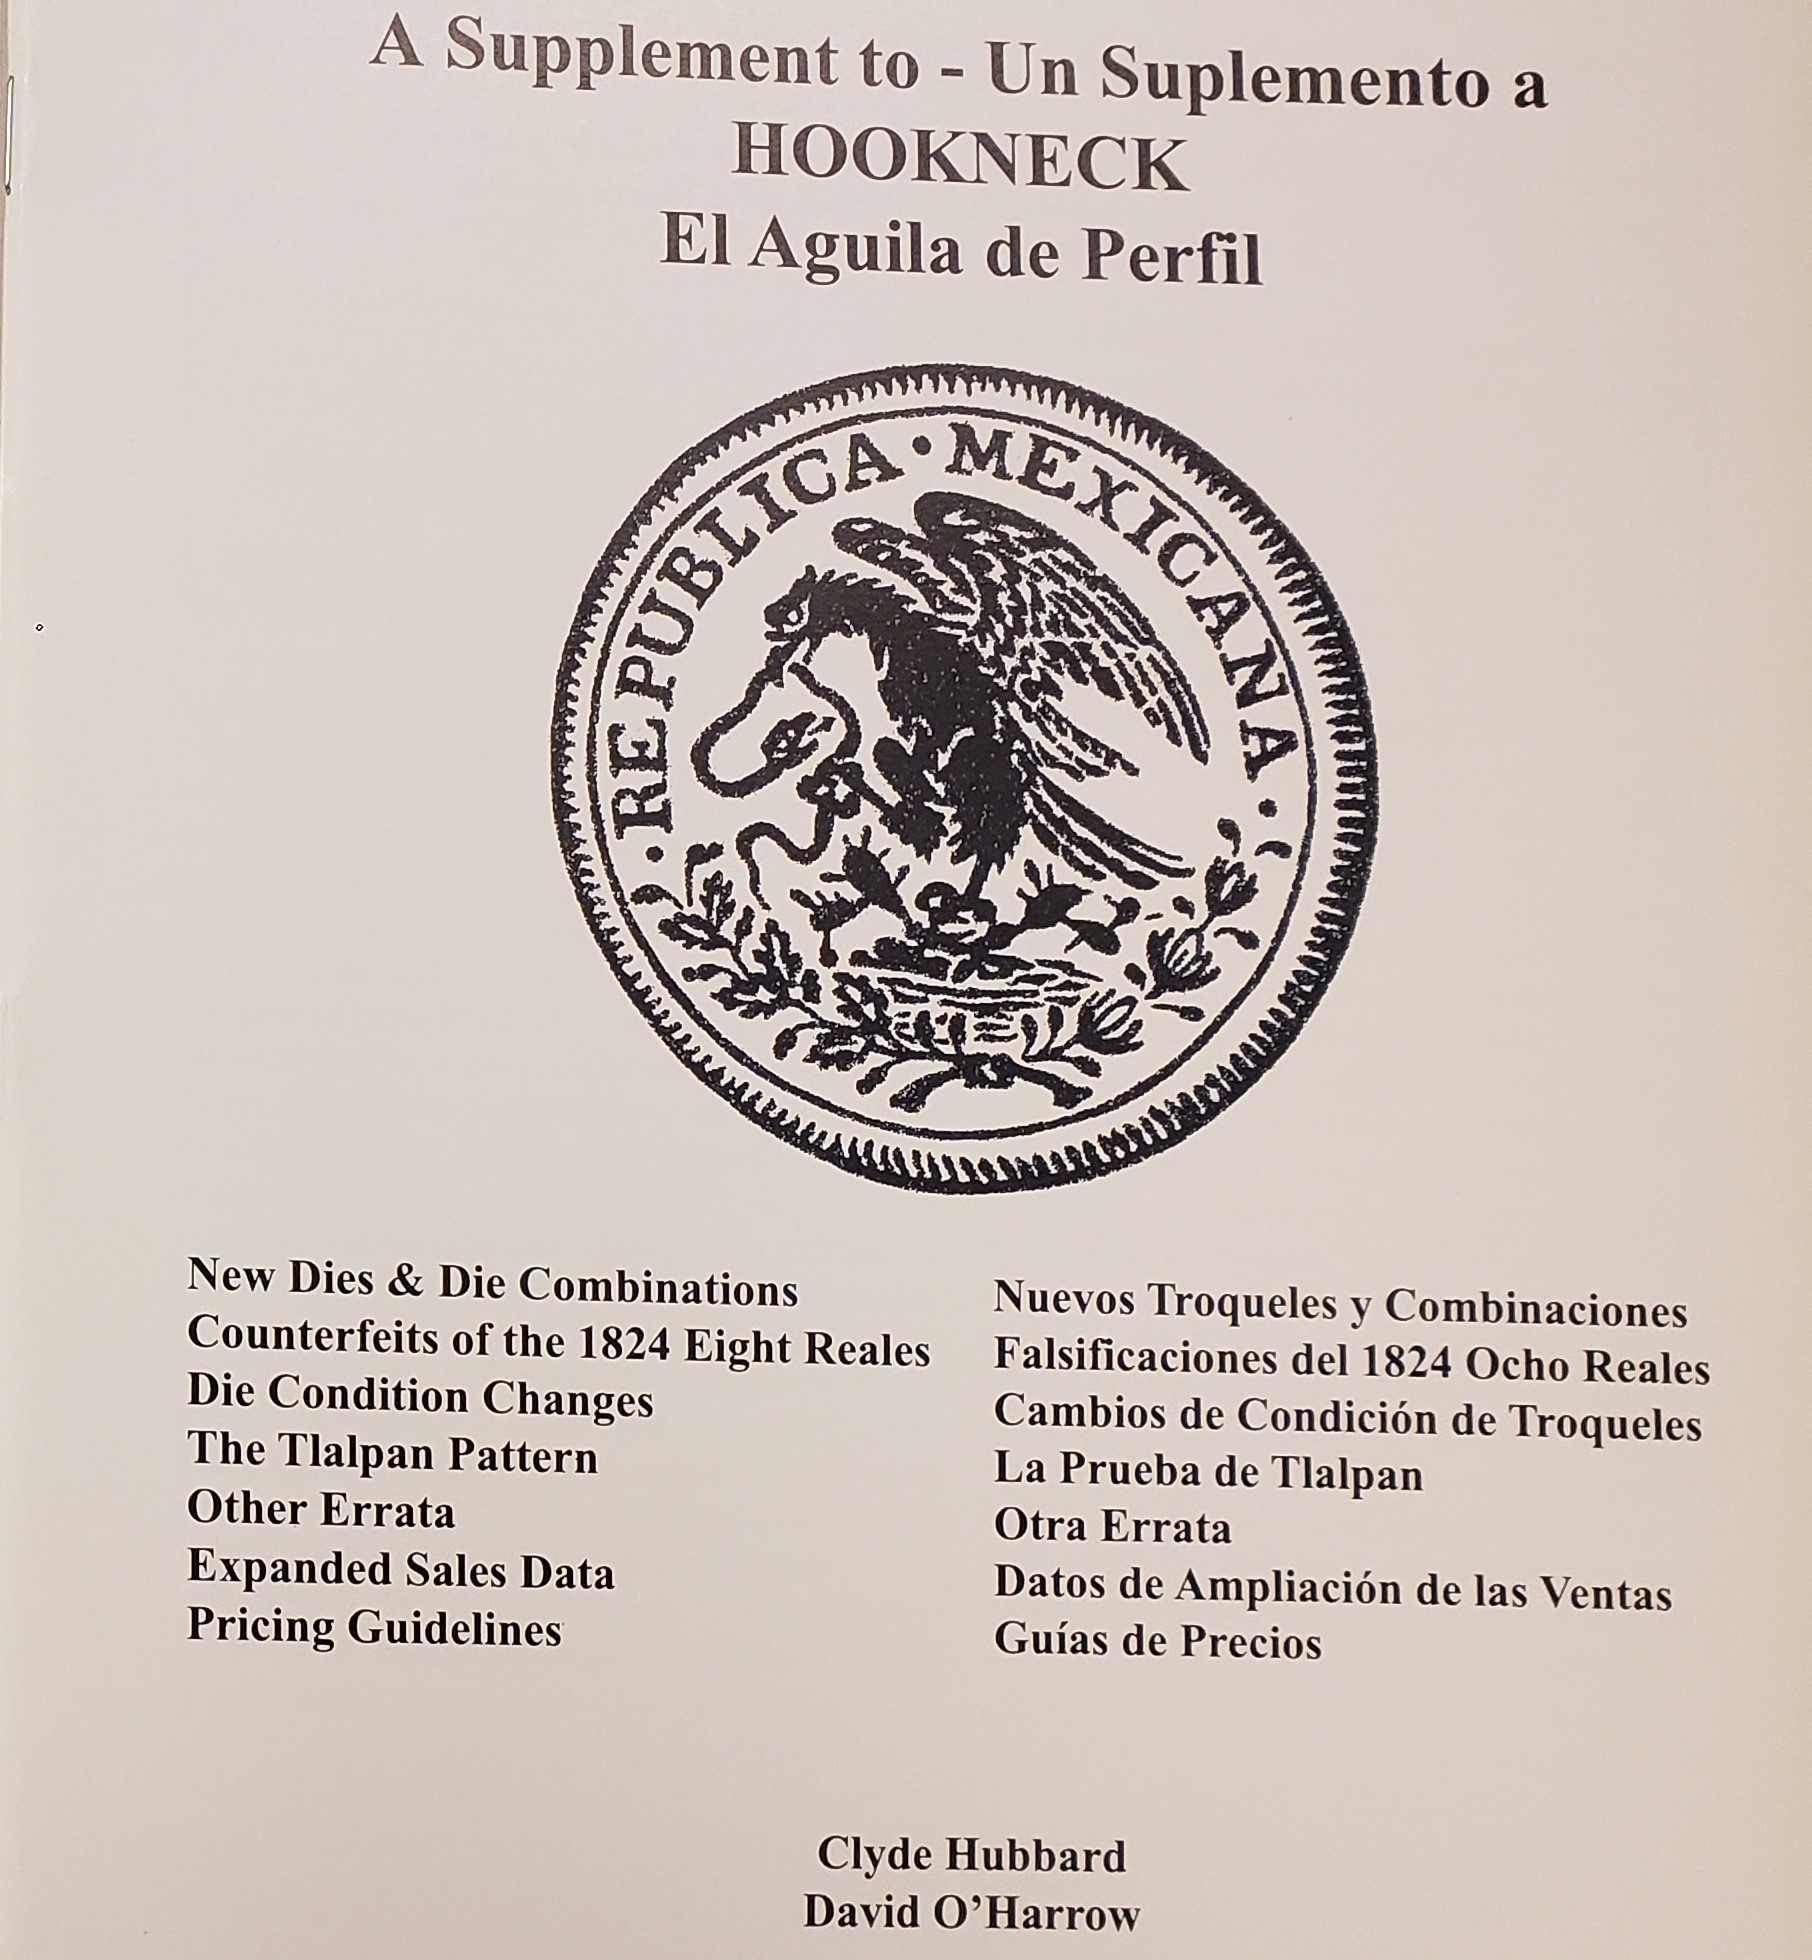 A Supplement to - Un Suplemento a
HOOKNECK
El Aguila de Perfil
· REPUBLICA · MEXICANA ·
New Dies & Die Combinations
Counterfeits of the 1824 Eight Reales
Die Condition Changes
The Tlalpan Pattern
Other Errata
Expanded Sales Data
Pricing Guidelines
Nuevos Troqueles y Combinaciones
Falsificaciones del 1824 Ocho Reales
Cambios de Condición de Troqueles
La Prueba de Tlalpan
Otra Errata
Datos de Ampliación de las Ventas
Guías de Precios
Clyde Hubbard
David O'Harrow